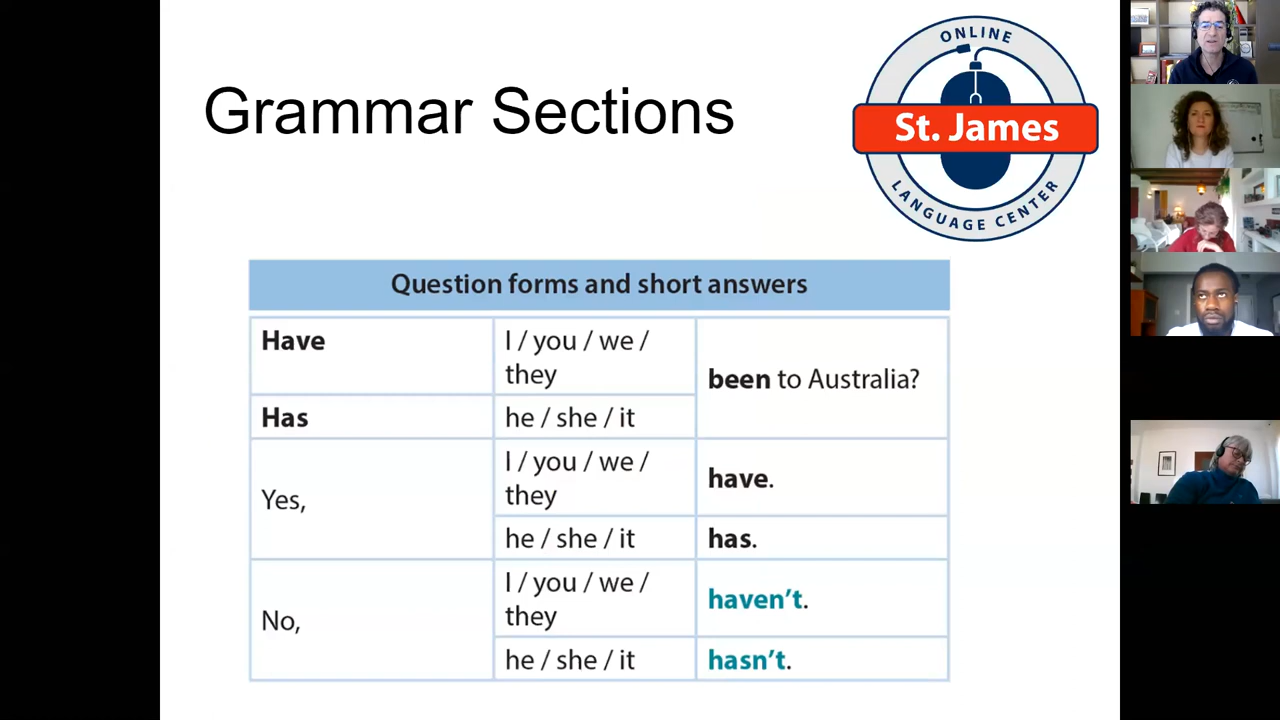 Grammar Sections
ONLINE
St. James
LANGUAGE CENTER
Question forms and short answers
Have
I / you / we /
they
been to Australia?
Has
he / she / it
Yes,
I / you / we /
they
have.
he / she / it
has.
No,
I / you / we /
they
haven't.
he / she / it
hasn't.